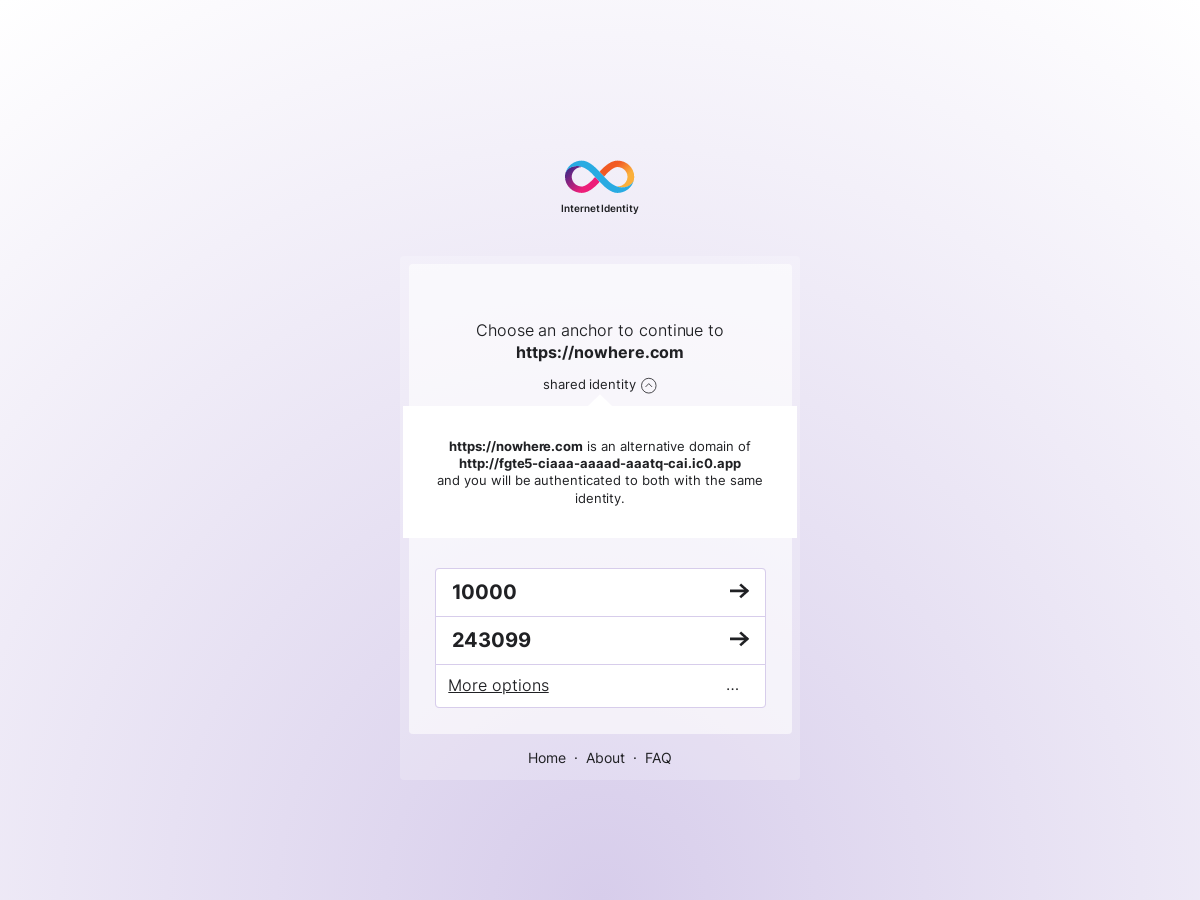 Internet Identity
Choose an anchor to continue to
https://nowhere.com
shared identity
https://nowhere.com is an alternative domain of
http://fgte5-ciaaa-aaaad-aaatq-cai.ic0.app
and you will be authenticated to both with the same
identity.
10000
243099
More options …
Home · About · FAQ